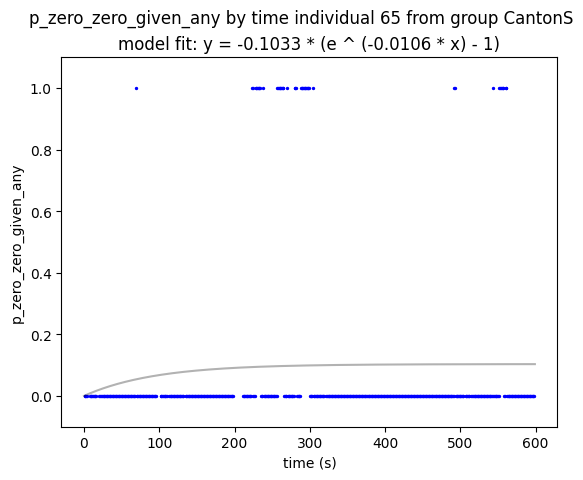 p_zero_zero_given_any by time individual 65 from group CantonS
model fit: y = -0.1033 * (e ^ (-0.0106 * x) - 1)
p_zero_zero_given_any
1.0
0.8
0.6
0.4
0.2
0.0
0 100 200 300 400 500 600
time (s)